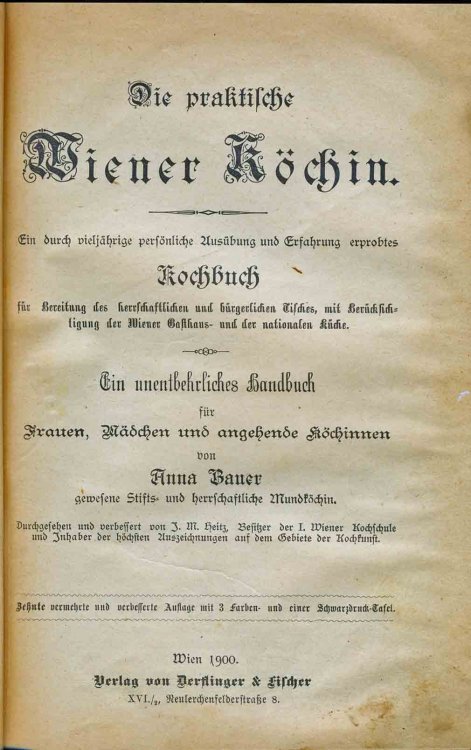 Die praktische
Wiener Köchin.
Ein durch vieljährige persönliche Ausübung und Erfahrung erprobtes
Kochbuch
für Bereitung des herrschaftlichen und bürgerlichen Tisches, mit Berücksich-
tigung der Wiener Gasthaus- und der nationalen Küche.
Ein unentbehrliches Handbuch
für
Frauen, Mädchen und angehende Köchinnen
von
Anna Bauer
gewesene Stifts- und herrschaftliche Mundköchin.
Durchgesehen und verbessert von J. M. Heitz, Besitzer der I. Wiener Kochschule
und Inhaber der höchsten Auszeichnungen auf dem Gebiete der Kochkunst.
Zehnte vermehrte und verbesserte Auflage mit 3 Farben- und einer Schwarzdruck-Tafel.
Wien 1900.
Verlag von Derflinger & Fischer
XVI./2, Neulerchenfelderstraße 8.